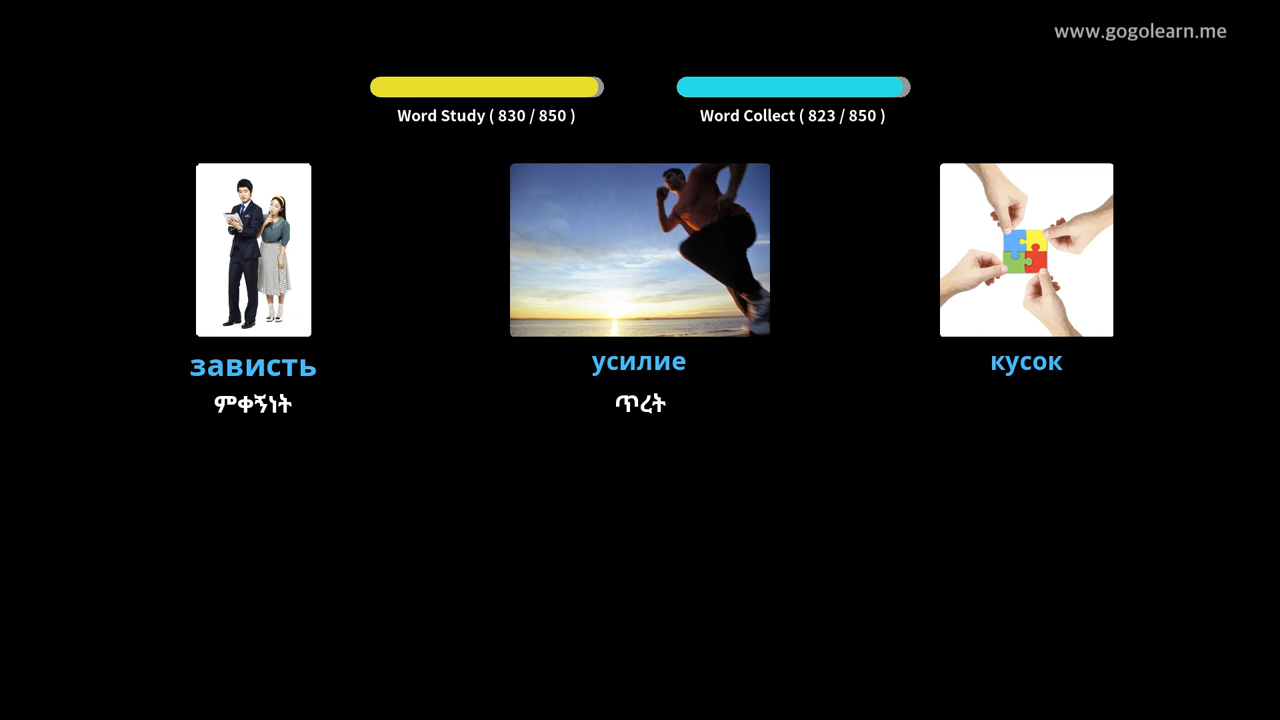 www.gogolearn.me
Word Study ( 830 / 850 )
Word Collect ( 823 / 850 )
зависть
усилие
кусок
ምቀኝነት
ጥረት